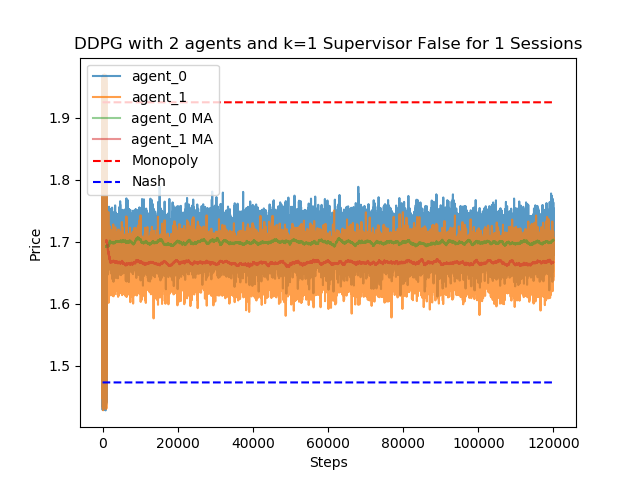 DDPG with 2 agents and k=1 Supervisor False for 1 Sessions
agent_0
agent_1
agent_0 MA
agent_1 MA
Monopoly
Nash
Price
1.9
1.8
1.7
1.6
1.5
0
20000
40000
60000
80000
100000
120000
Steps